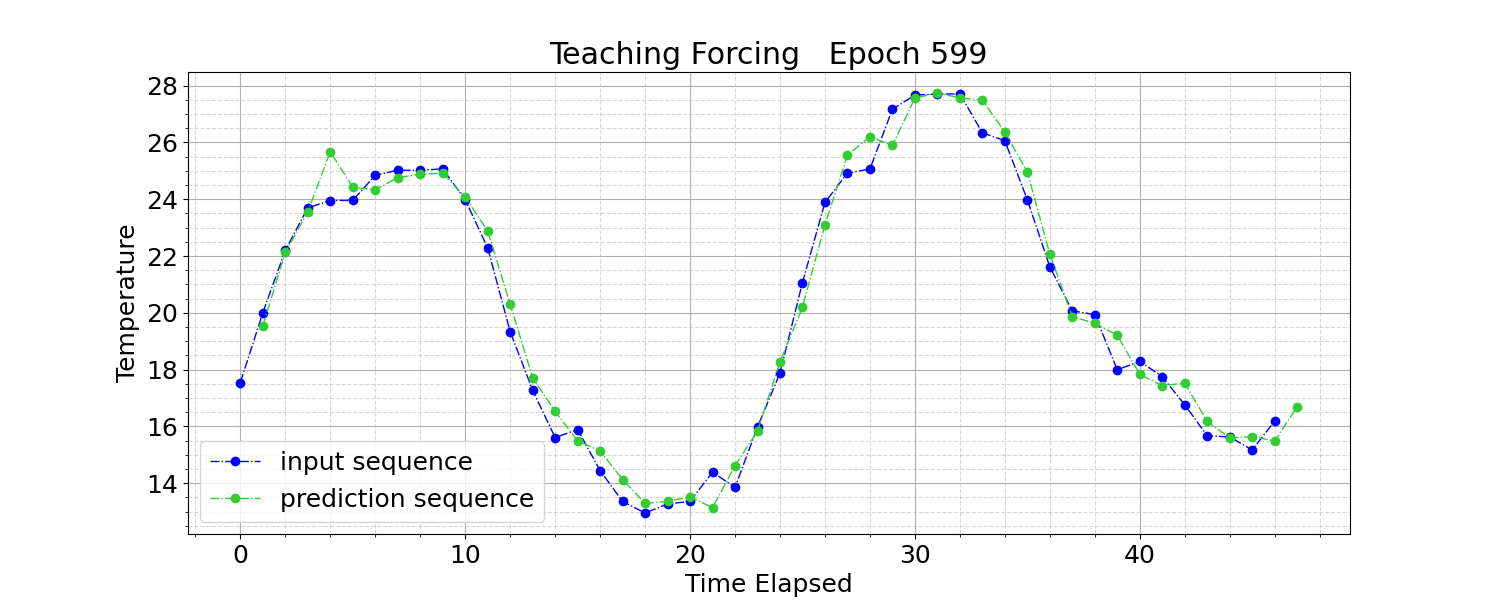 Teaching Forcing   Epoch 599
28
26
24
22
20
18
16
14
Temperature
input sequence
prediction sequence
0 10 20 30 40
Time Elapsed